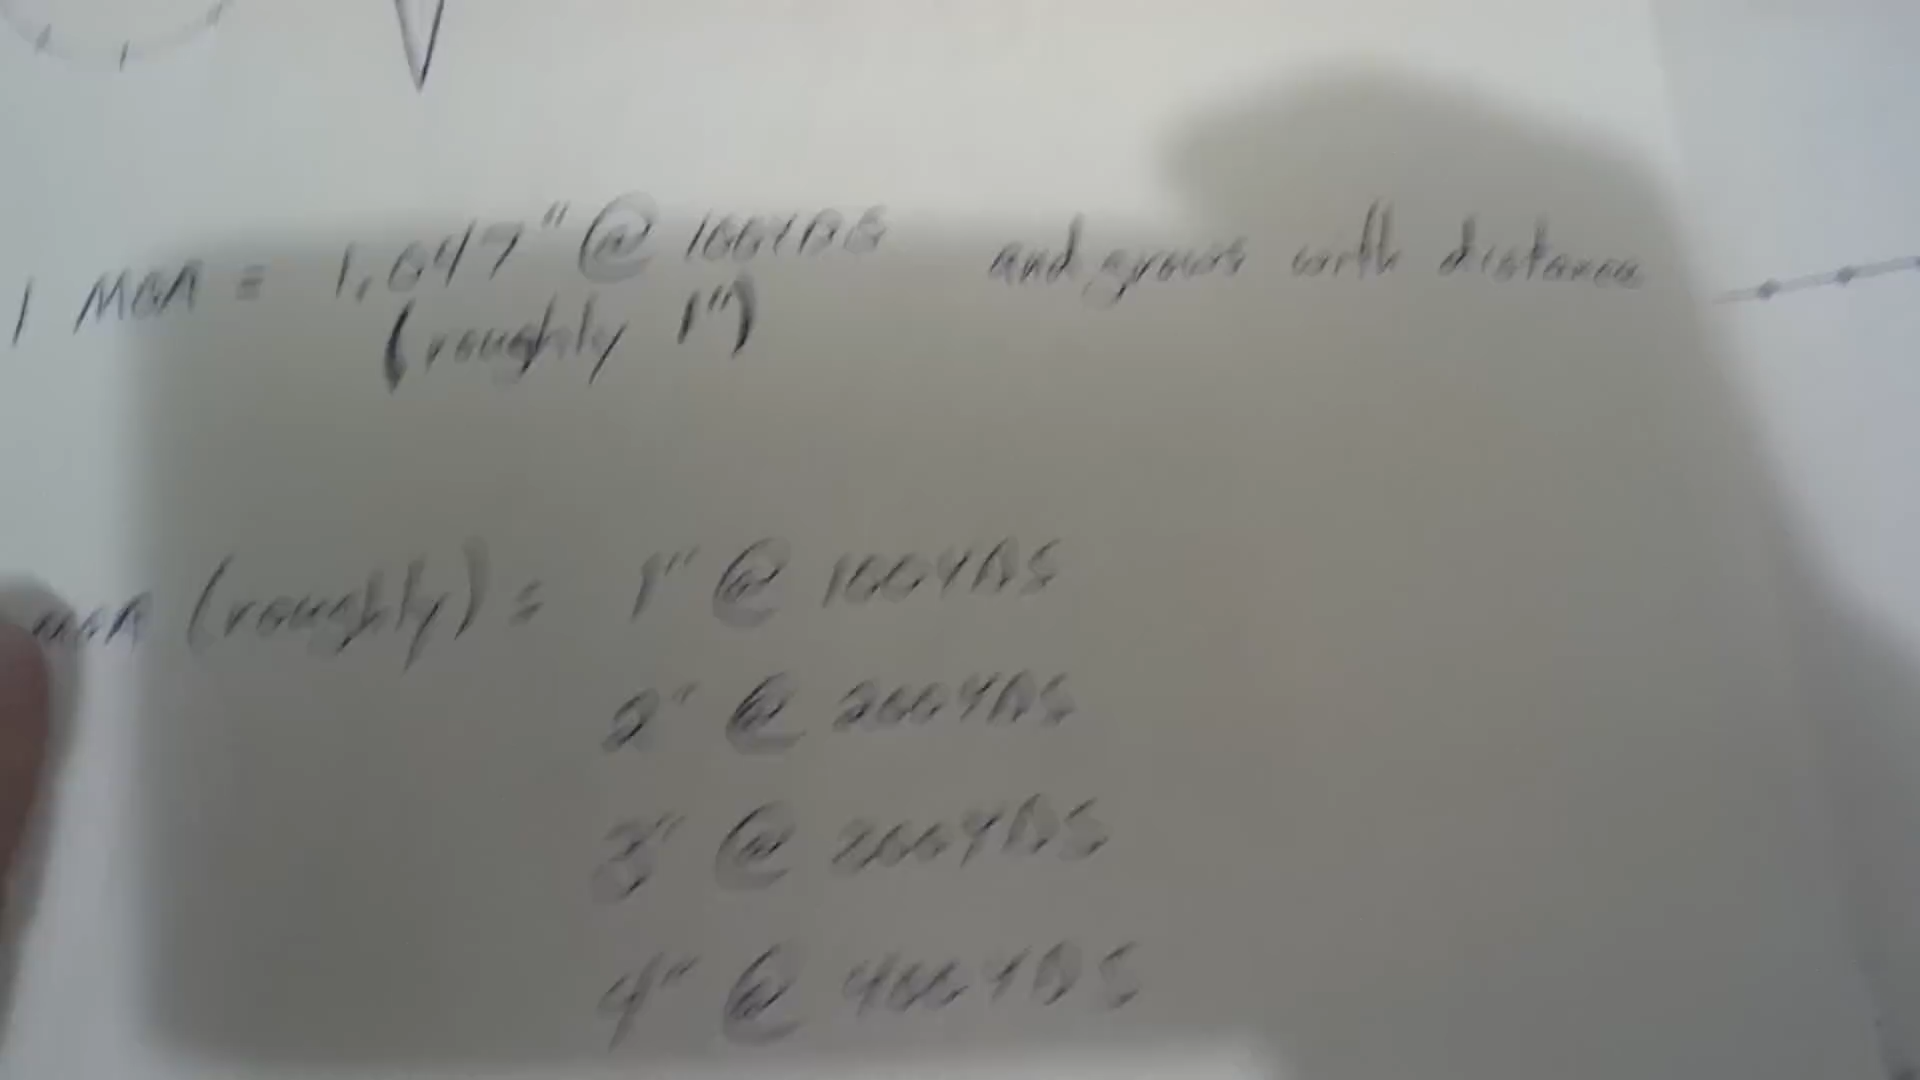 1 MOA = 1.047" @ 100YDS and grows with distance
(roughly 1")
MOA (roughly) = 1" @ 100YDS
2" @ 200YDS
3" @ 200YDS
4" @ 400YDS